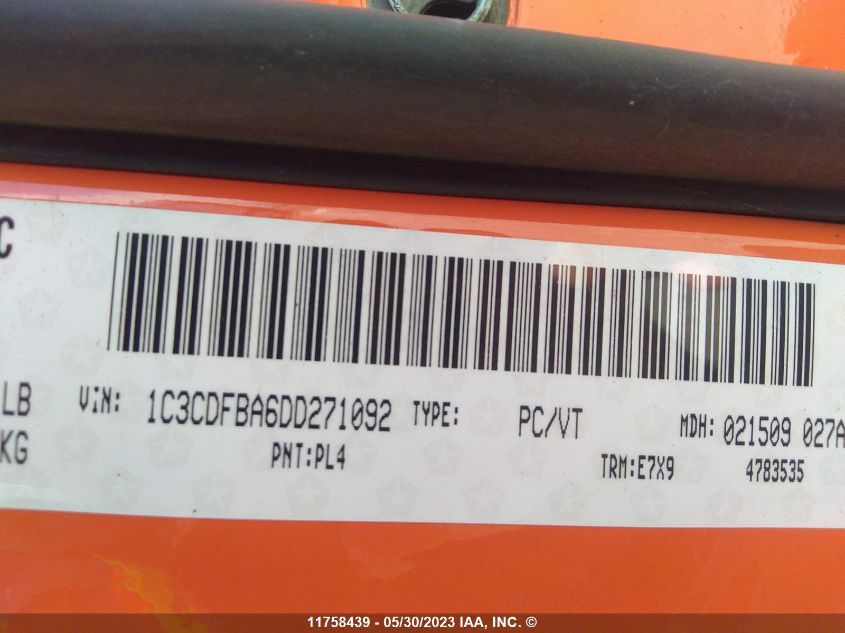 C
LB VIN: 1C3CDFBA6DD271092 TYPE: PC/VT MDH: 021509 027A
KG PNT:PL4 TRM:E7X9 4783535
11758439 - 05/30/2023 IAA, INC. ©